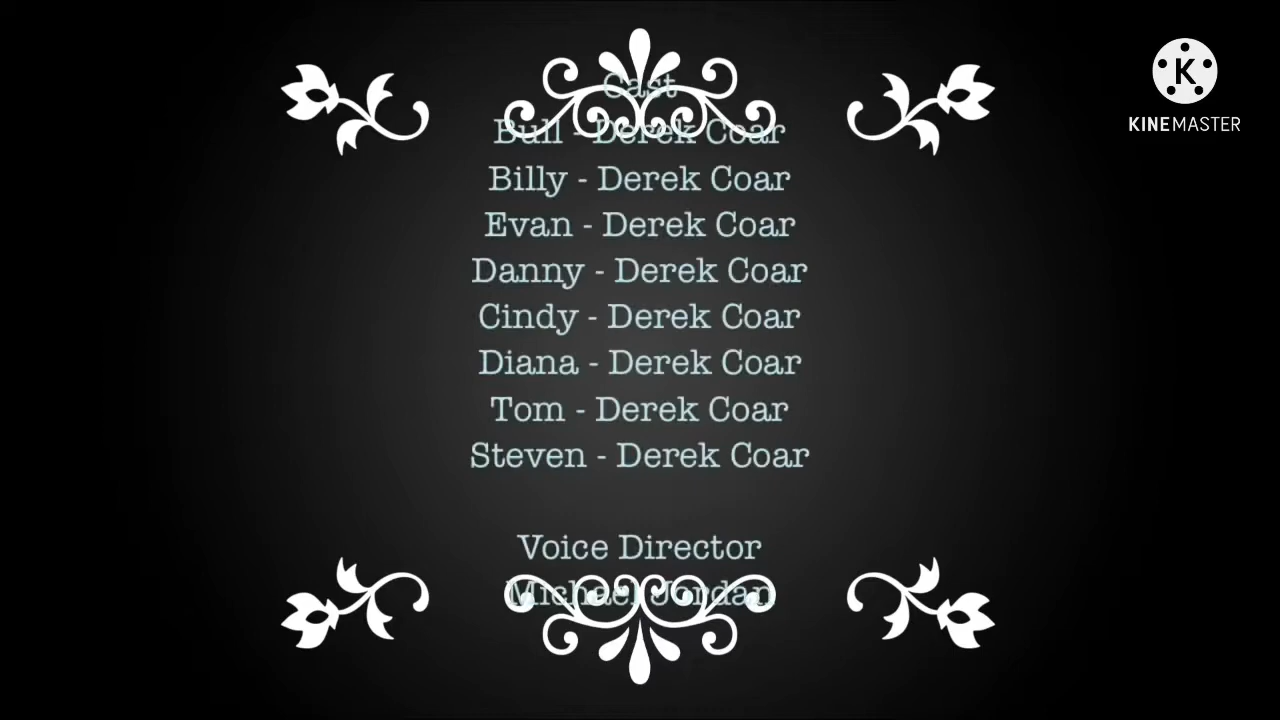 Cast
Bull - Derek Coar
Billy - Derek Coar
Evan - Derek Coar
Danny - Derek Coar
Cindy - Derek Coar
Diana - Derek Coar
Tom - Derek Coar
Steven - Derek Coar
Voice Director
Michael Jordan
K
KINEMASTER